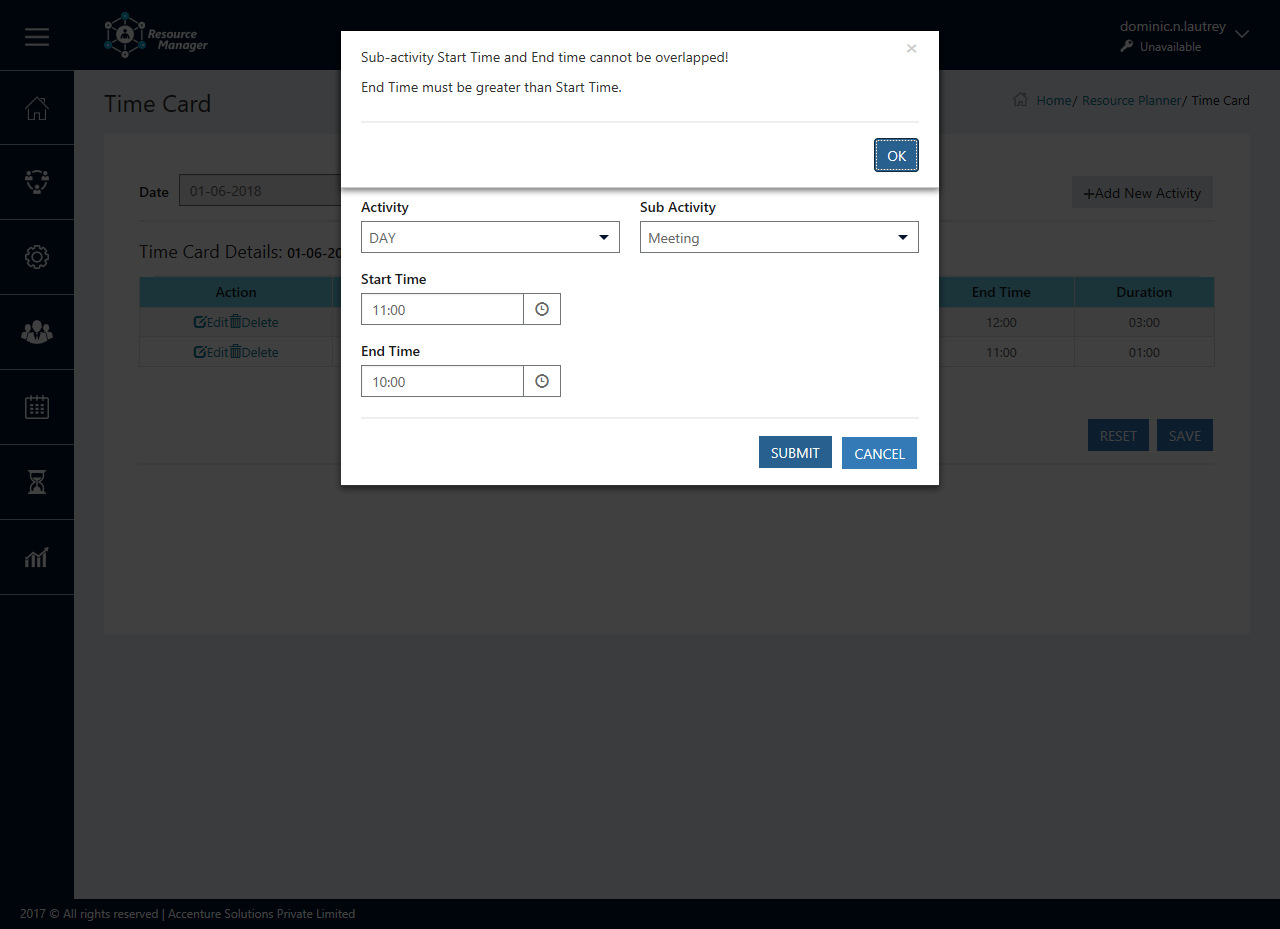 Resource
Manager
dominic.n.lautrey
Unavailable
Sub-activity Start Time and End time cannot be overlapped!
×
End Time must be greater than Start Time.
OK
Time Card
Home/ Resource Planner/ Time Card
Date 01-06-2018
+Add New Activity
Activity
Sub Activity
DAY
Meeting
Time Card Details: 01-06-20
Start Time
11:00
Action End Time Duration
Edit Delete 12:00 03:00
Edit Delete 11:00 01:00
End Time
10:00
RESET SAVE
SUBMIT CANCEL
2017 © All rights reserved | Accenture Solutions Private Limited